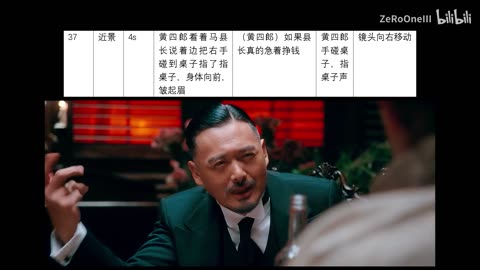 ZeRoOneIII bilibili
37 近景 4s 黄四郎看着马县 （黄四郎）如果县 黄四郎 镜头向右移动
长说着边把右手 长真的急着挣钱 手碰桌
碰到桌子指了指 子，指
桌子，身体向前， 桌子声
皱起眉